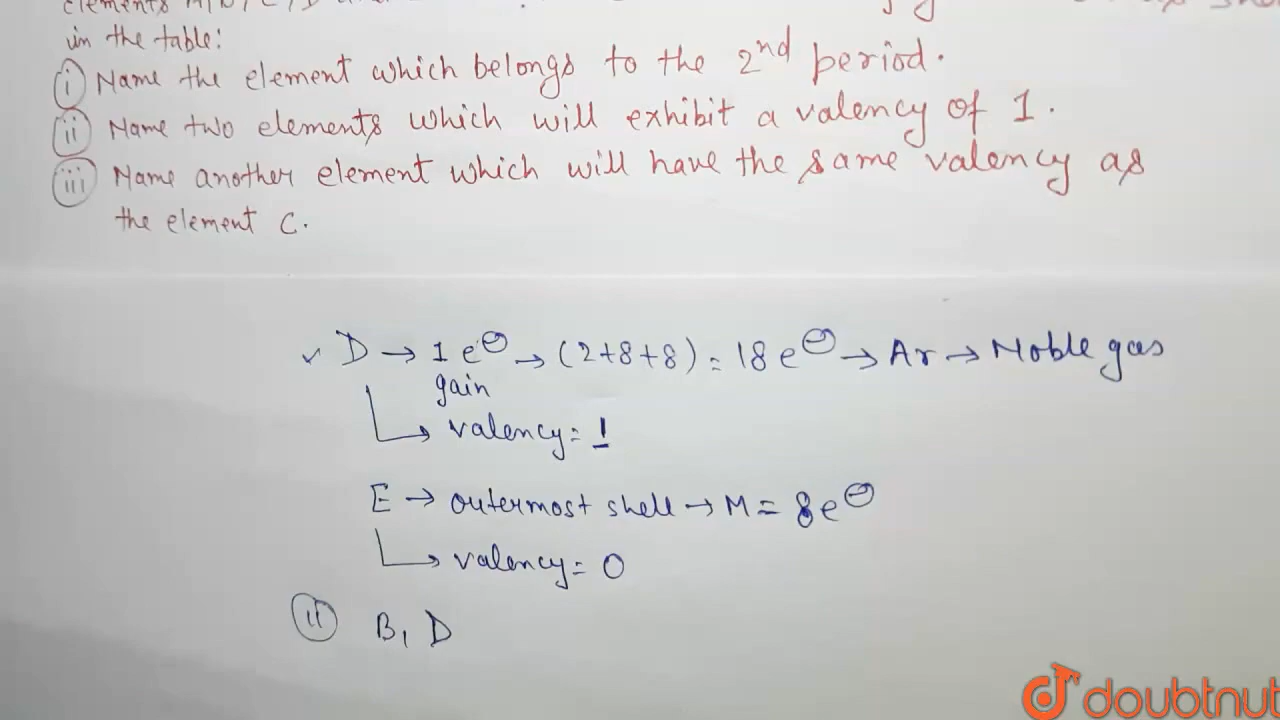 elements
in the table:
(i) Name the element which belongs to the 2nd period.
(ii) Name two elements which will exhibit a valency of 1.
(iii) Name another element which will have the same valency as
the element C.
✓ D → 1 e⊖ → (2+8+8) = 18 e⊖ → Ar → Noble gas
gain
↳ valency = 1
E → outermost shell → M = 8e⊖
↳ valency = 0
(ii) B, D
doubtnut